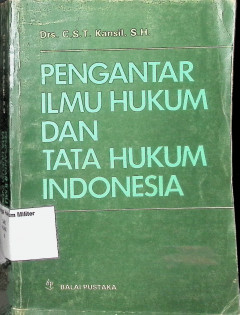 Drs. C.S.T. Kansil, S.H.
PENGANTAR
ILMU HUKUM
DAN
TATA HUKUM
INDONESIA
Militer
BALAI PUSTAKA